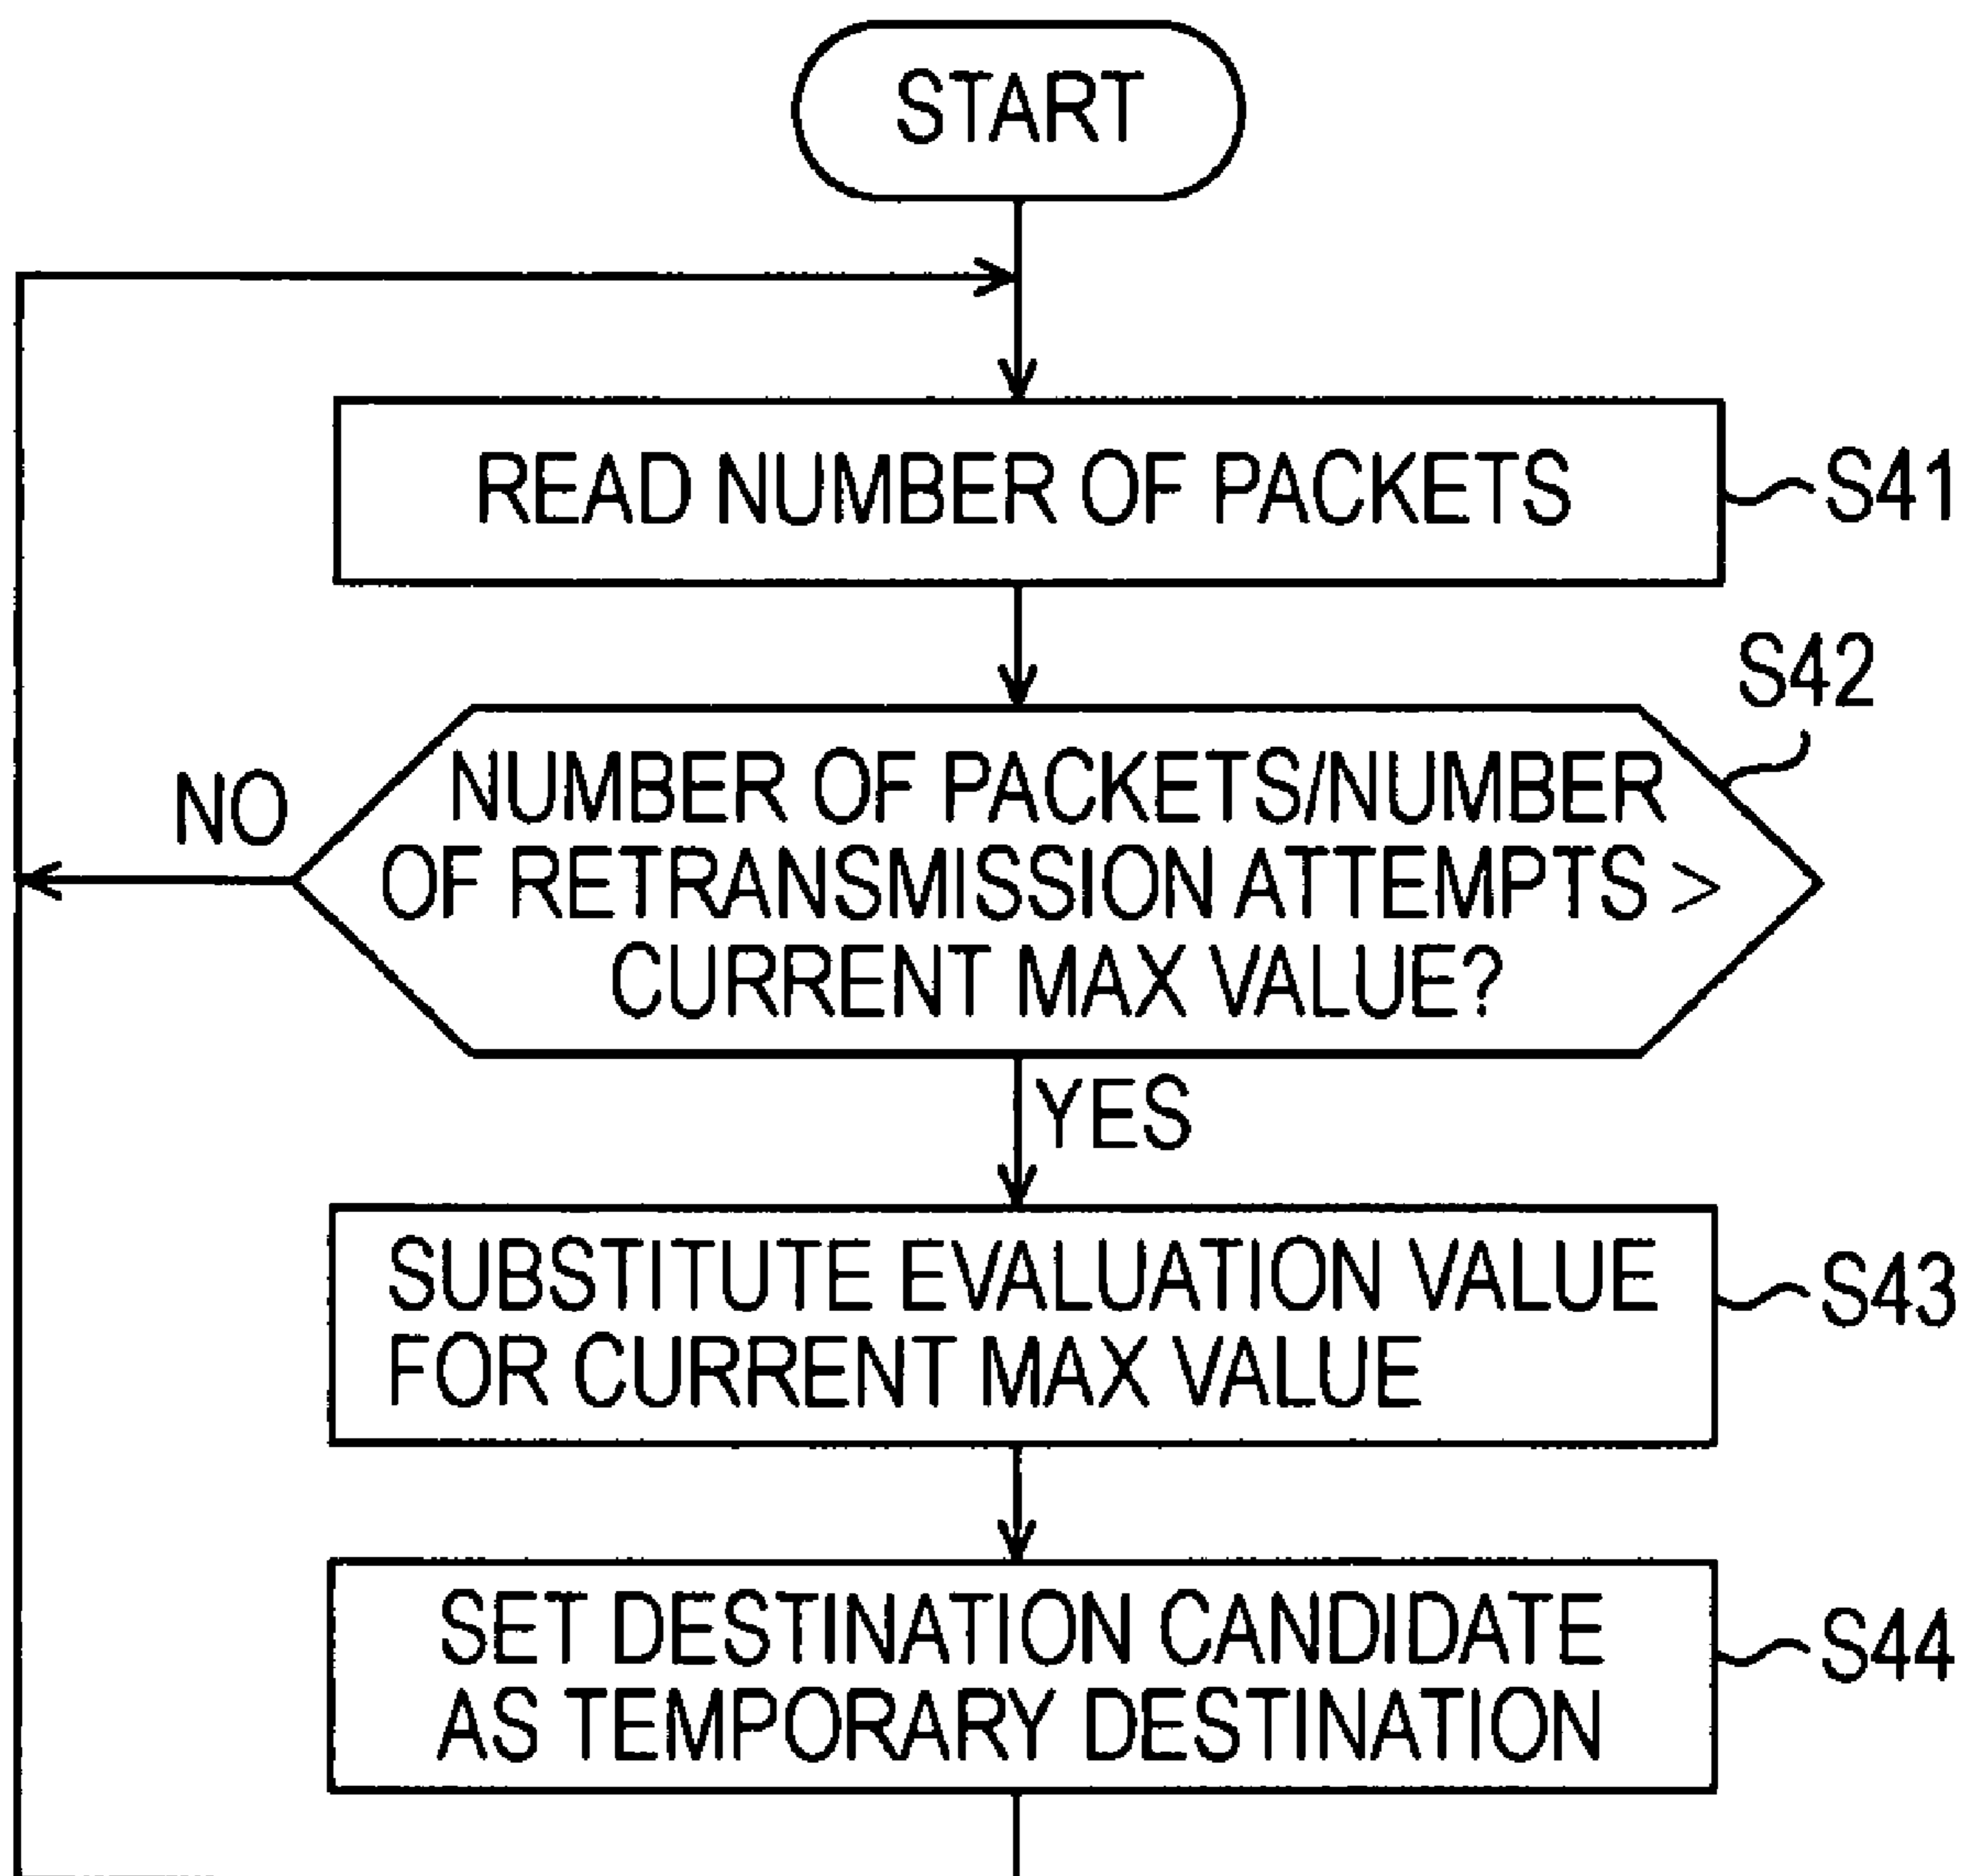 START
READ NUMBER OF PACKETS
S41
S42
NUMBER OF PACKETS/NUMBER
OF RETRANSMISSION ATTEMPTS >
CURRENT MAX VALUE?
NO
YES
SUBSTITUTE EVALUATION VALUE
FOR CURRENT MAX VALUE
S43
SET DESTINATION CANDIDATE
AS TEMPORARY DESTINATION
S44